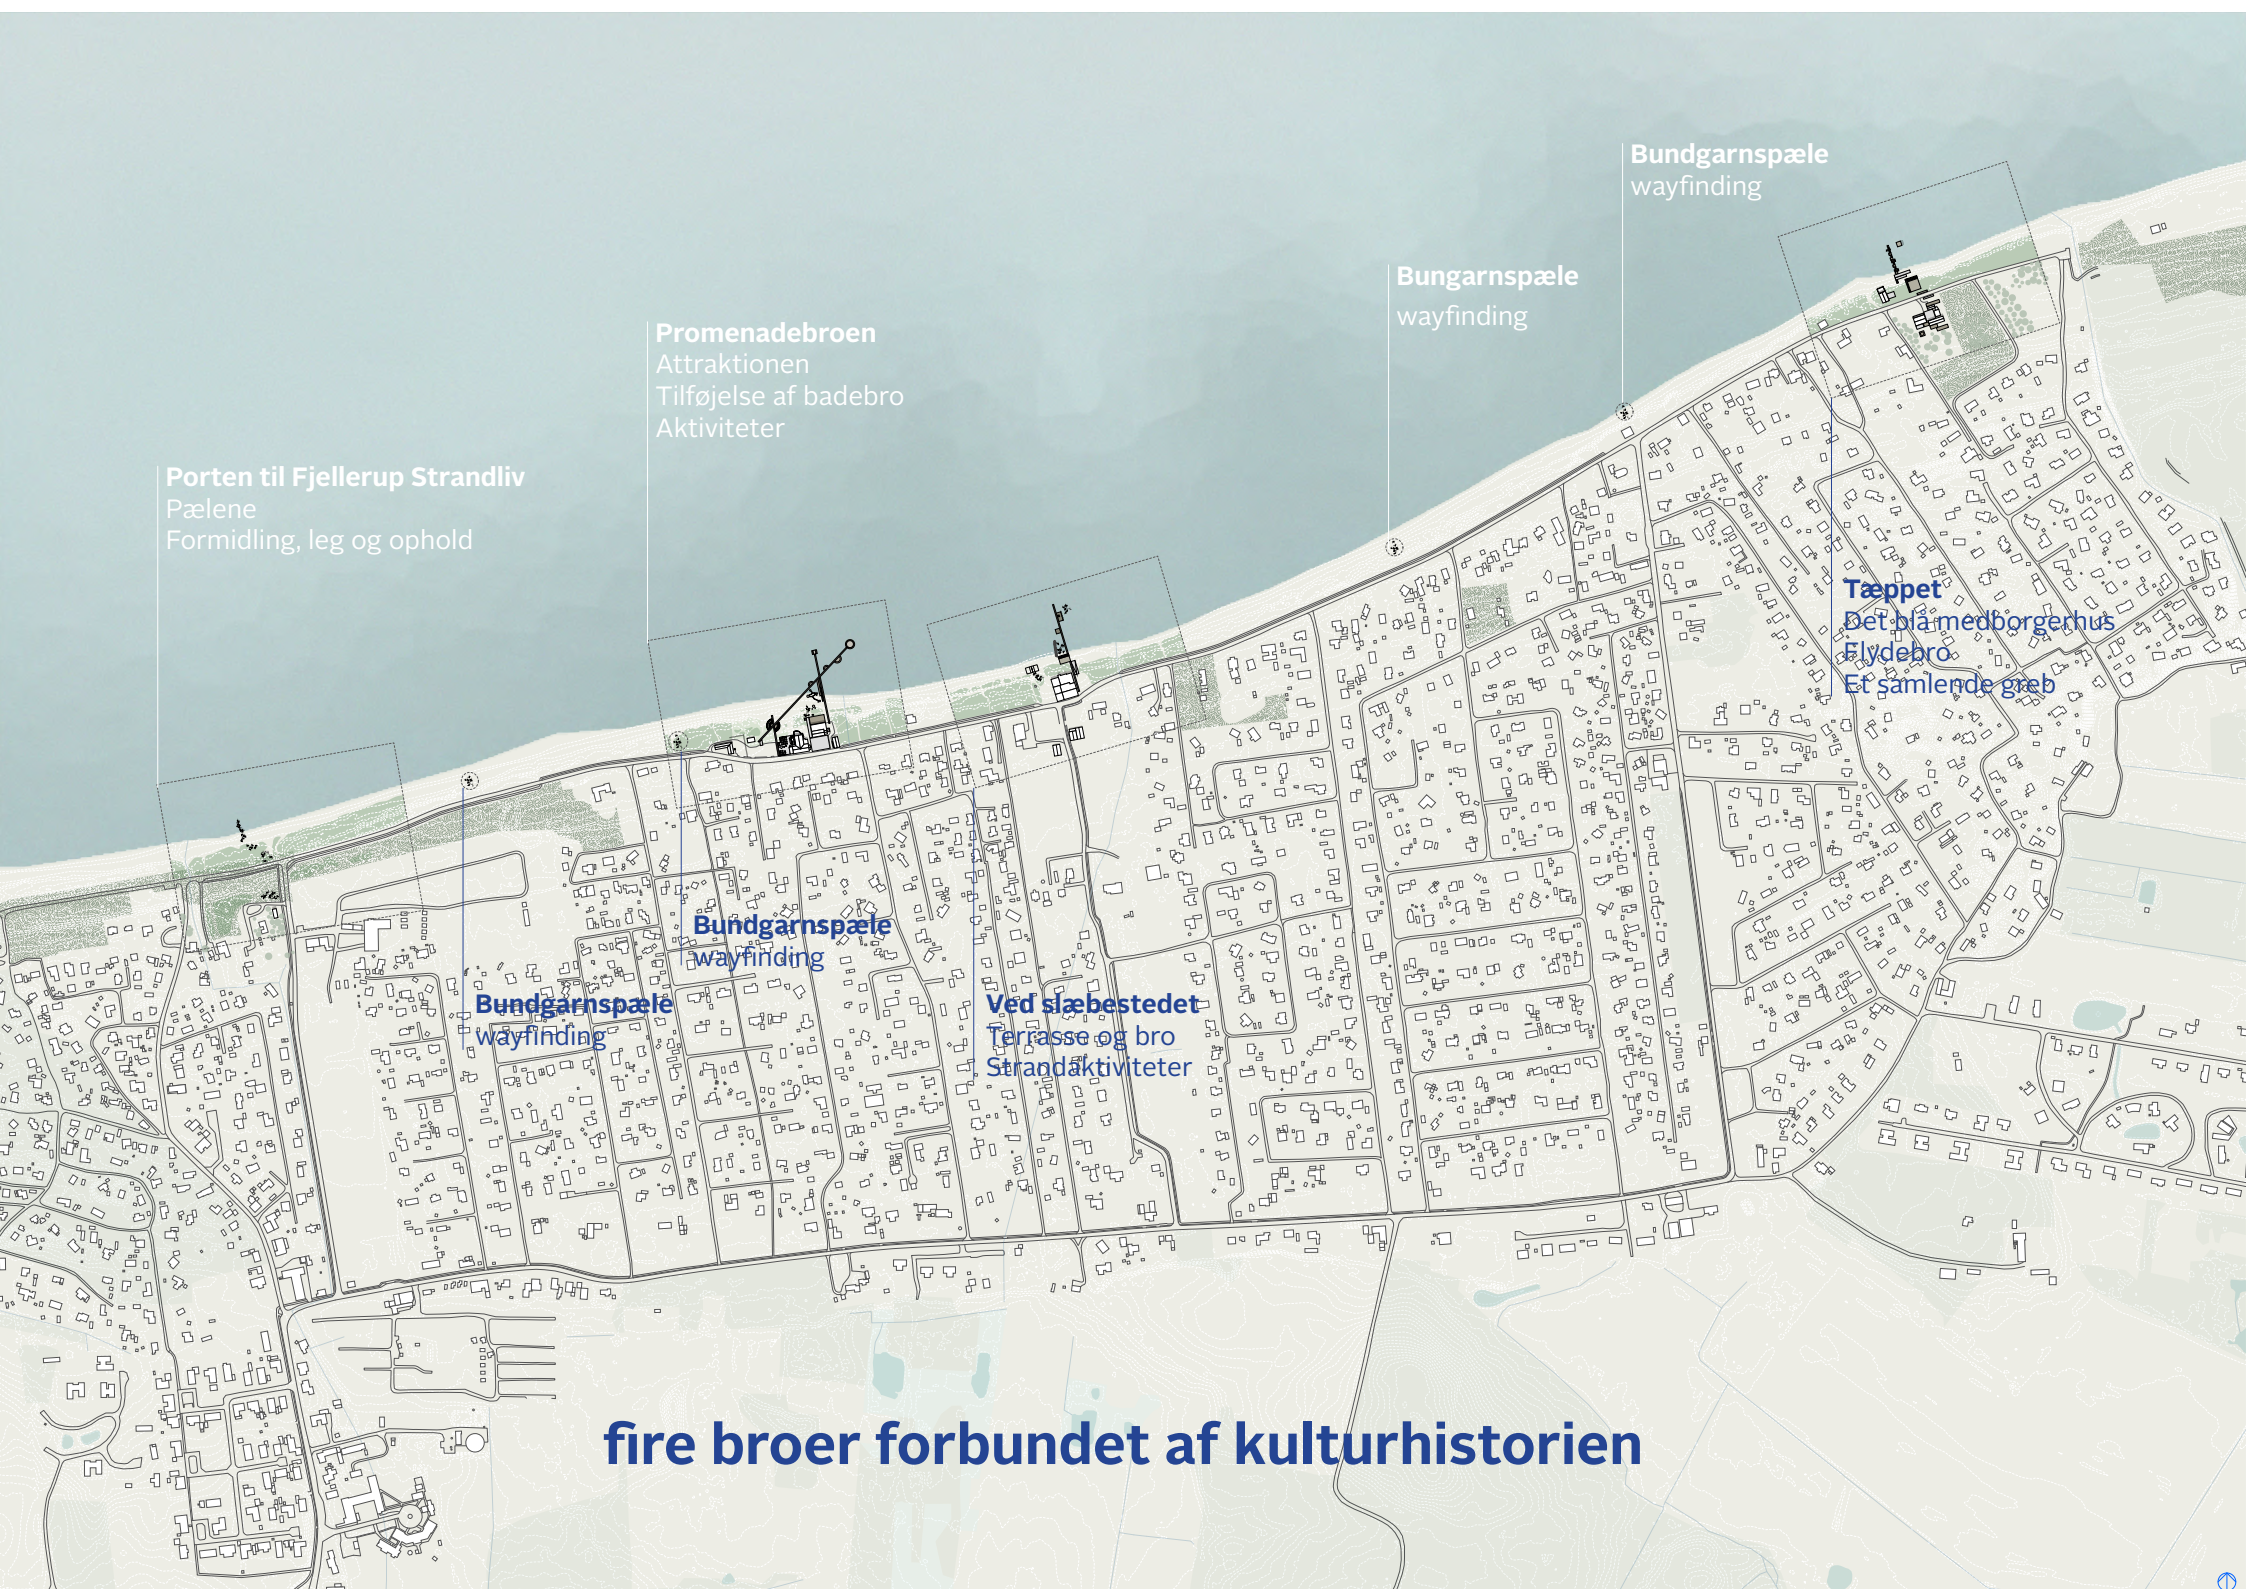 Bundgarnspæle
wayfinding
Bungarnspæle
wayfinding
Promenadebroen
Attraktionen
Tilføjelse af badebro
Aktiviteter
Porten til Fjellerup Strandliv
Pælene
Formidling, leg og ophold
Tæppet
Det blå medborgerhus
Flydebro
Et samlende greb
Bundgarnspæle
wayfinding
Bundgarnspæle
wayfinding
Ved slæbestedet
Terrasse og bro
Strandaktiviteter
fire broer forbundet af kulturhistorien